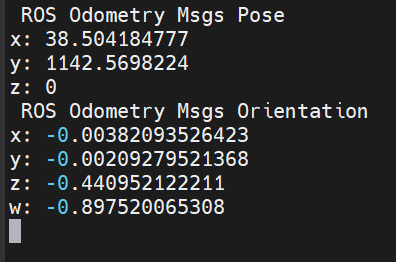 ROS Odometry Msgs Pose
x: 38.504184777
y: 1142.5698224
z: 0
ROS Odometry Msgs Orientation
x: -0.00382093526423
y: -0.00209279521368
z: -0.440952122211
w: -0.897520065308